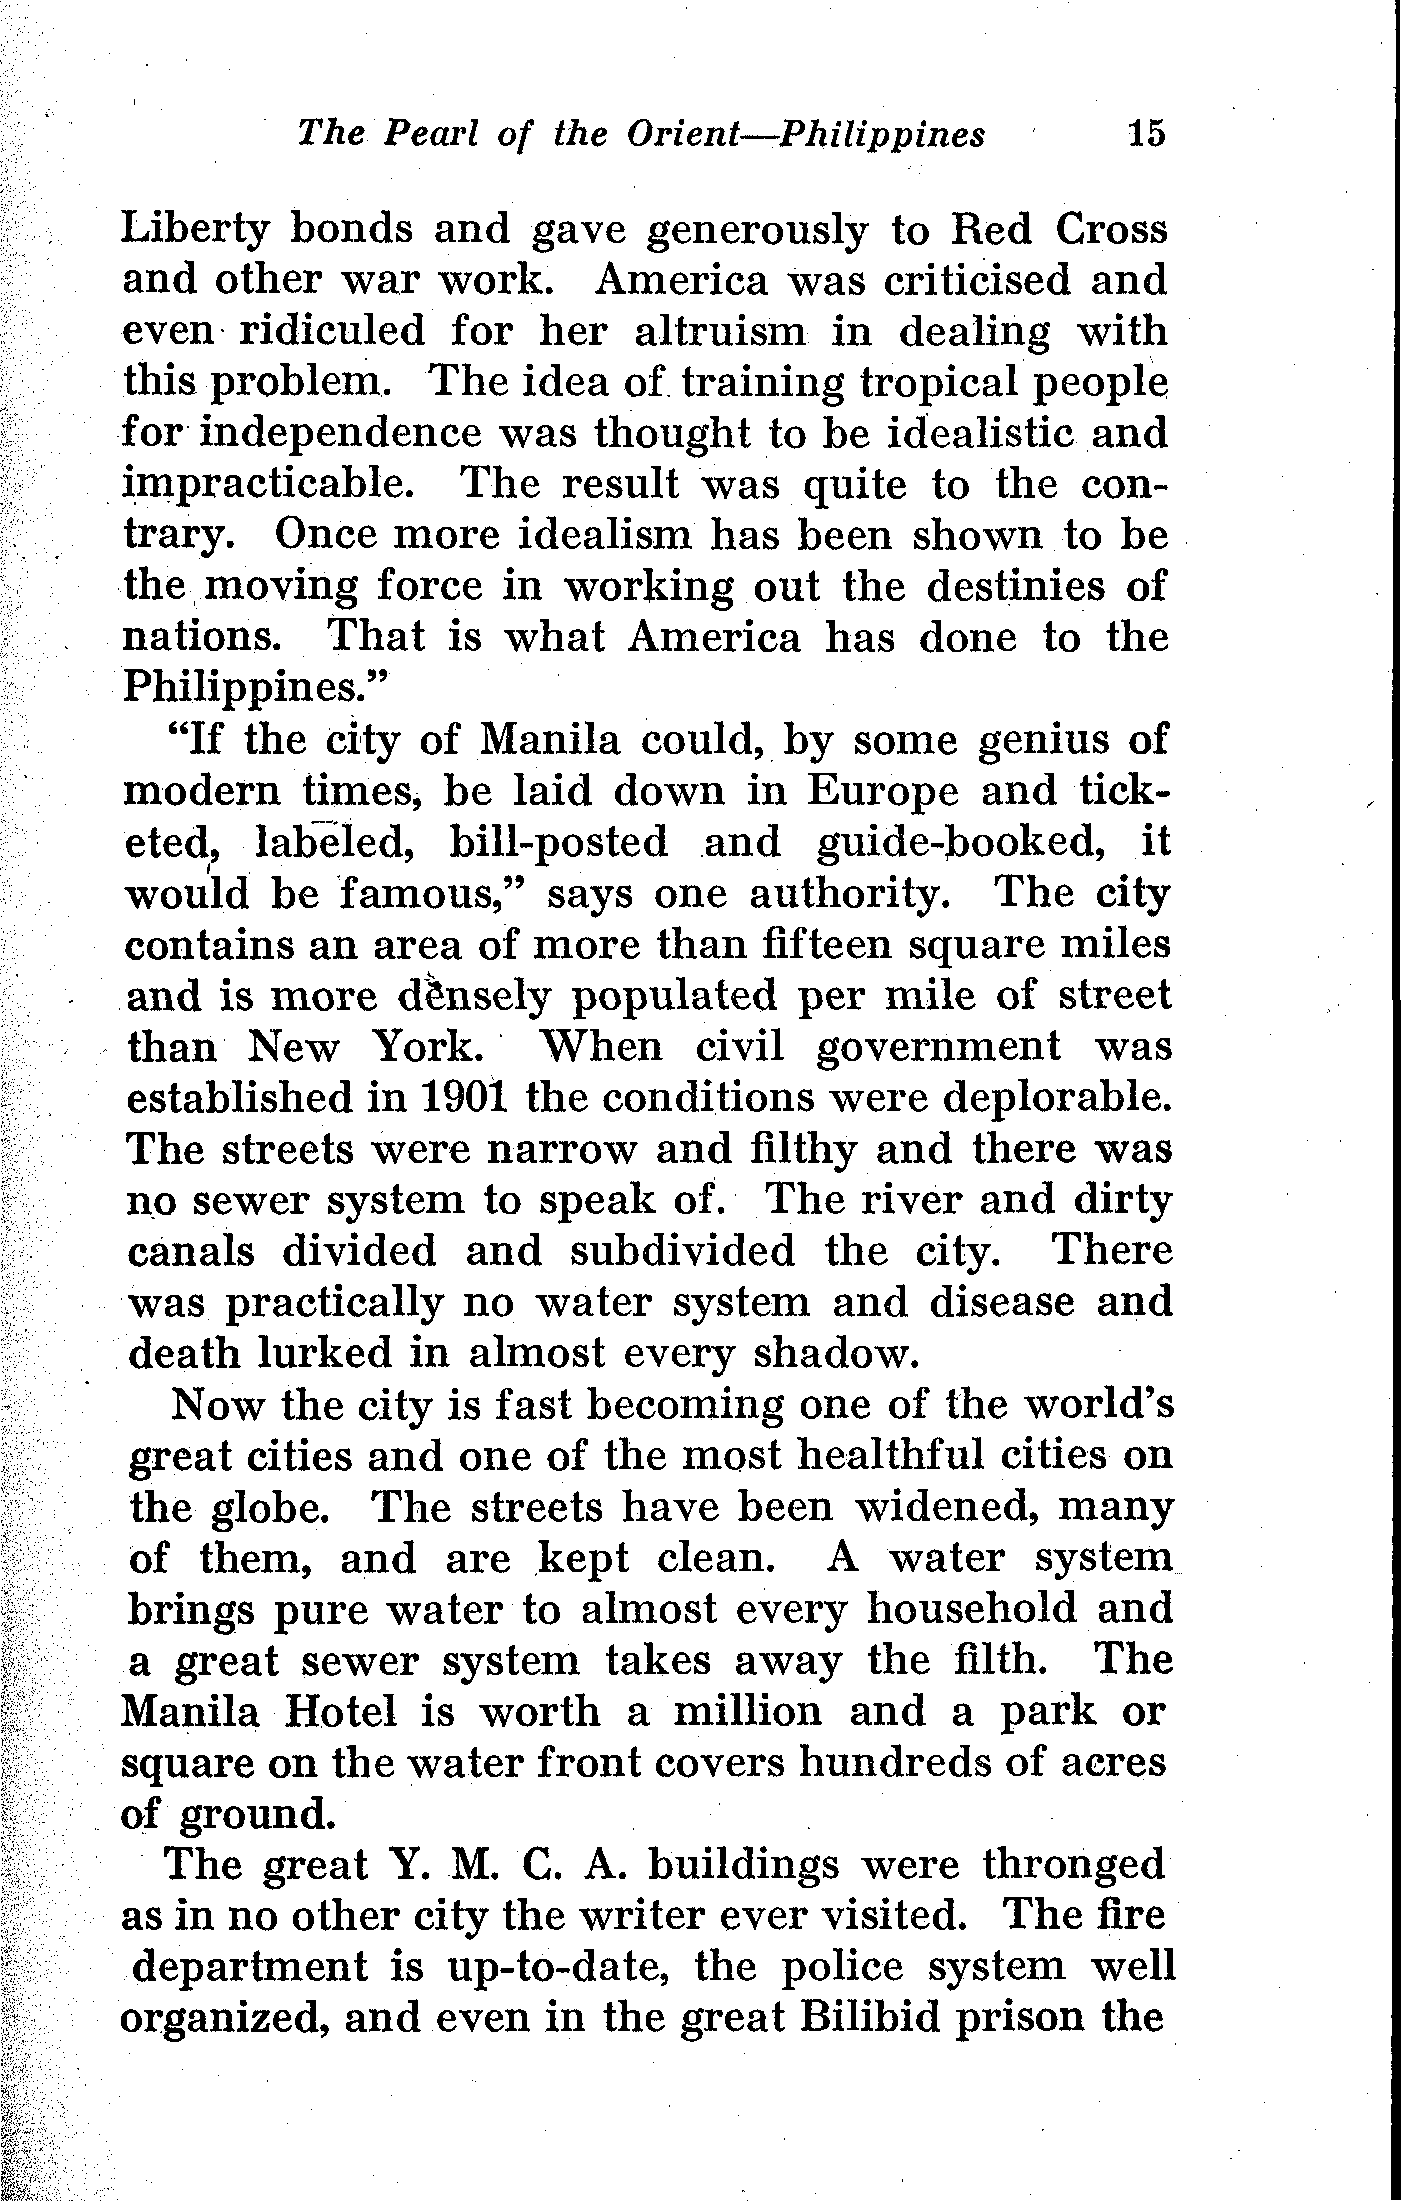 The Pearl of the Orient—Philippines 15
Liberty bonds and gave generously to Red Cross
and other war work. America was criticised and
even ridiculed for her altruism in dealing with
this problem. The idea of training tropical people
for independence was thought to be idealistic and
impracticable. The result was quite to the con-
trary. Once more idealism has been shown to be
the moving force in working out the destinies of
nations. That is what America has done to the
Philippines.”
“If the city of Manila could, by some genius of
modern times, be laid down in Europe and tick-
eted, labeled, bill-posted and guide-booked, it
would be famous,” says one authority. The city
contains an area of more than fifteen square miles
and is more densely populated per mile of street
than New York. When civil government was
established in 1901 the conditions were deplorable.
The streets were narrow and filthy and there was
no sewer system to speak of. The river and dirty
canals divided and subdivided the city. There
was practically no water system and disease and
death lurked in almost every shadow.
Now the city is fast becoming one of the world’s
great cities and one of the most healthful cities on
the globe. The streets have been widened, many
of them, and are kept clean. A water system
brings pure water to almost every household and
a great sewer system takes away the filth. The
Manila Hotel is worth a million and a park or
square on the water front covers hundreds of acres
of ground.
The great Y. M. C. A. buildings were thronged
as in no other city the writer ever visited. The fire
department is up-to-date, the police system well
organized, and even in the great Bilibid prison the